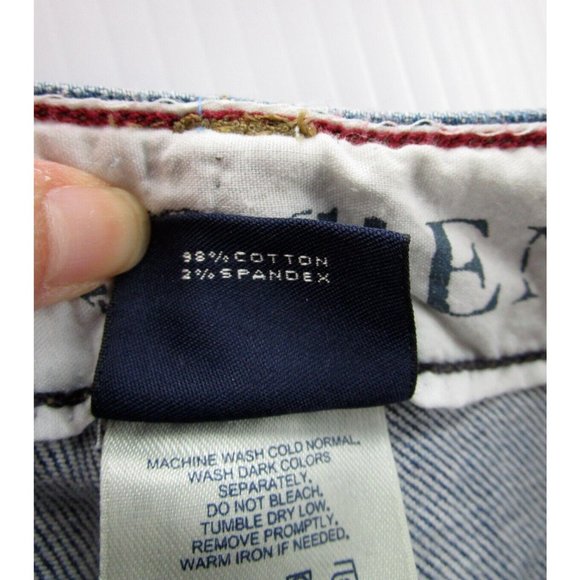 98% COTTON
2% SPANDEX
MACHINE WASH COLD NORMAL.
WASH DARK COLORS
SEPARATELY.
DO NOT BLEACH.
TUMBLE DRY LOW.
REMOVE PROMPTLY.
WARM IRON IF NEEDED.